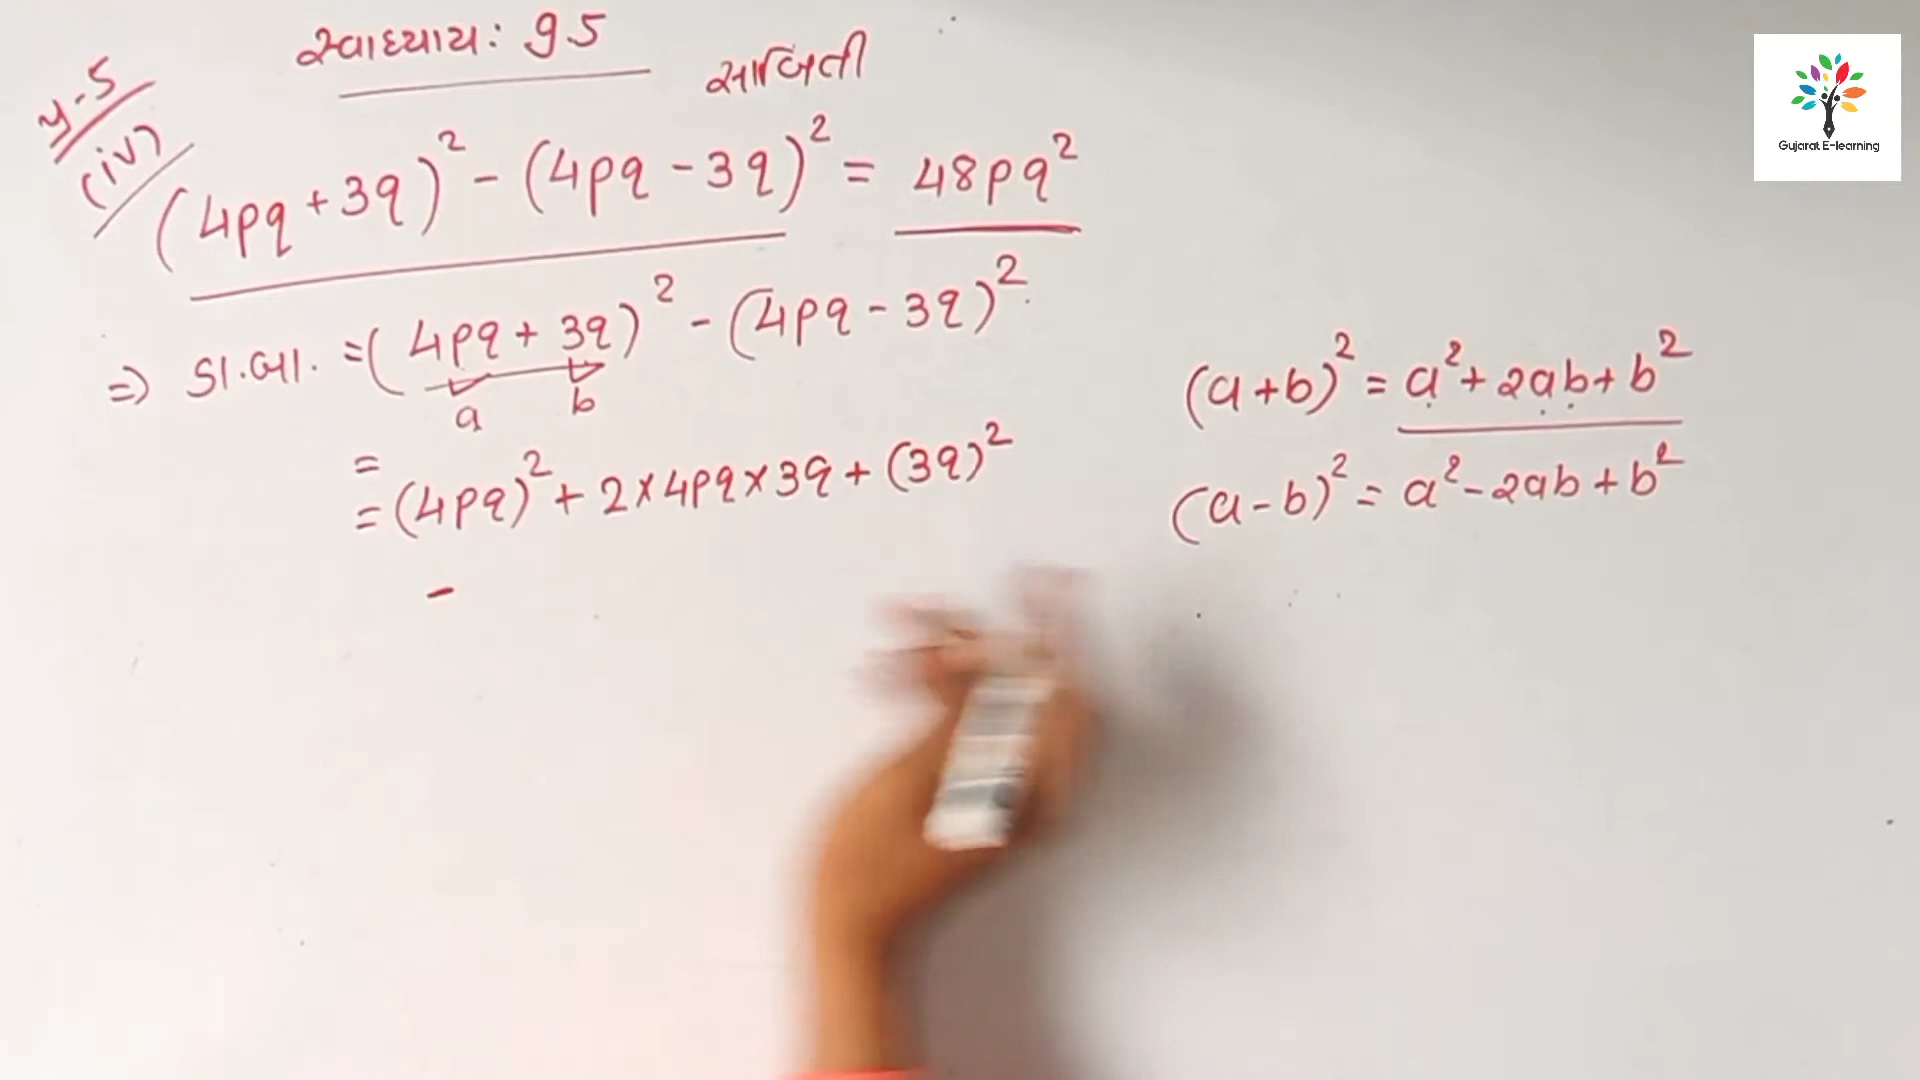 સ્વાધ્યાય: 9.5
સાબિતી
પ્ર-5
(iv)
(4pq + 3q)² - (4pq - 3q)² = 48pq²
⇒ ડા.બા. = (4pq + 3q)² - (4pq - 3q)²
a b
=
= (4pq)² + 2 × 4pq × 3q + (3q)²
-
(a + b)² = a² + 2ab + b²
(a - b)² = a² - 2ab + b²
Gujarat E-learning